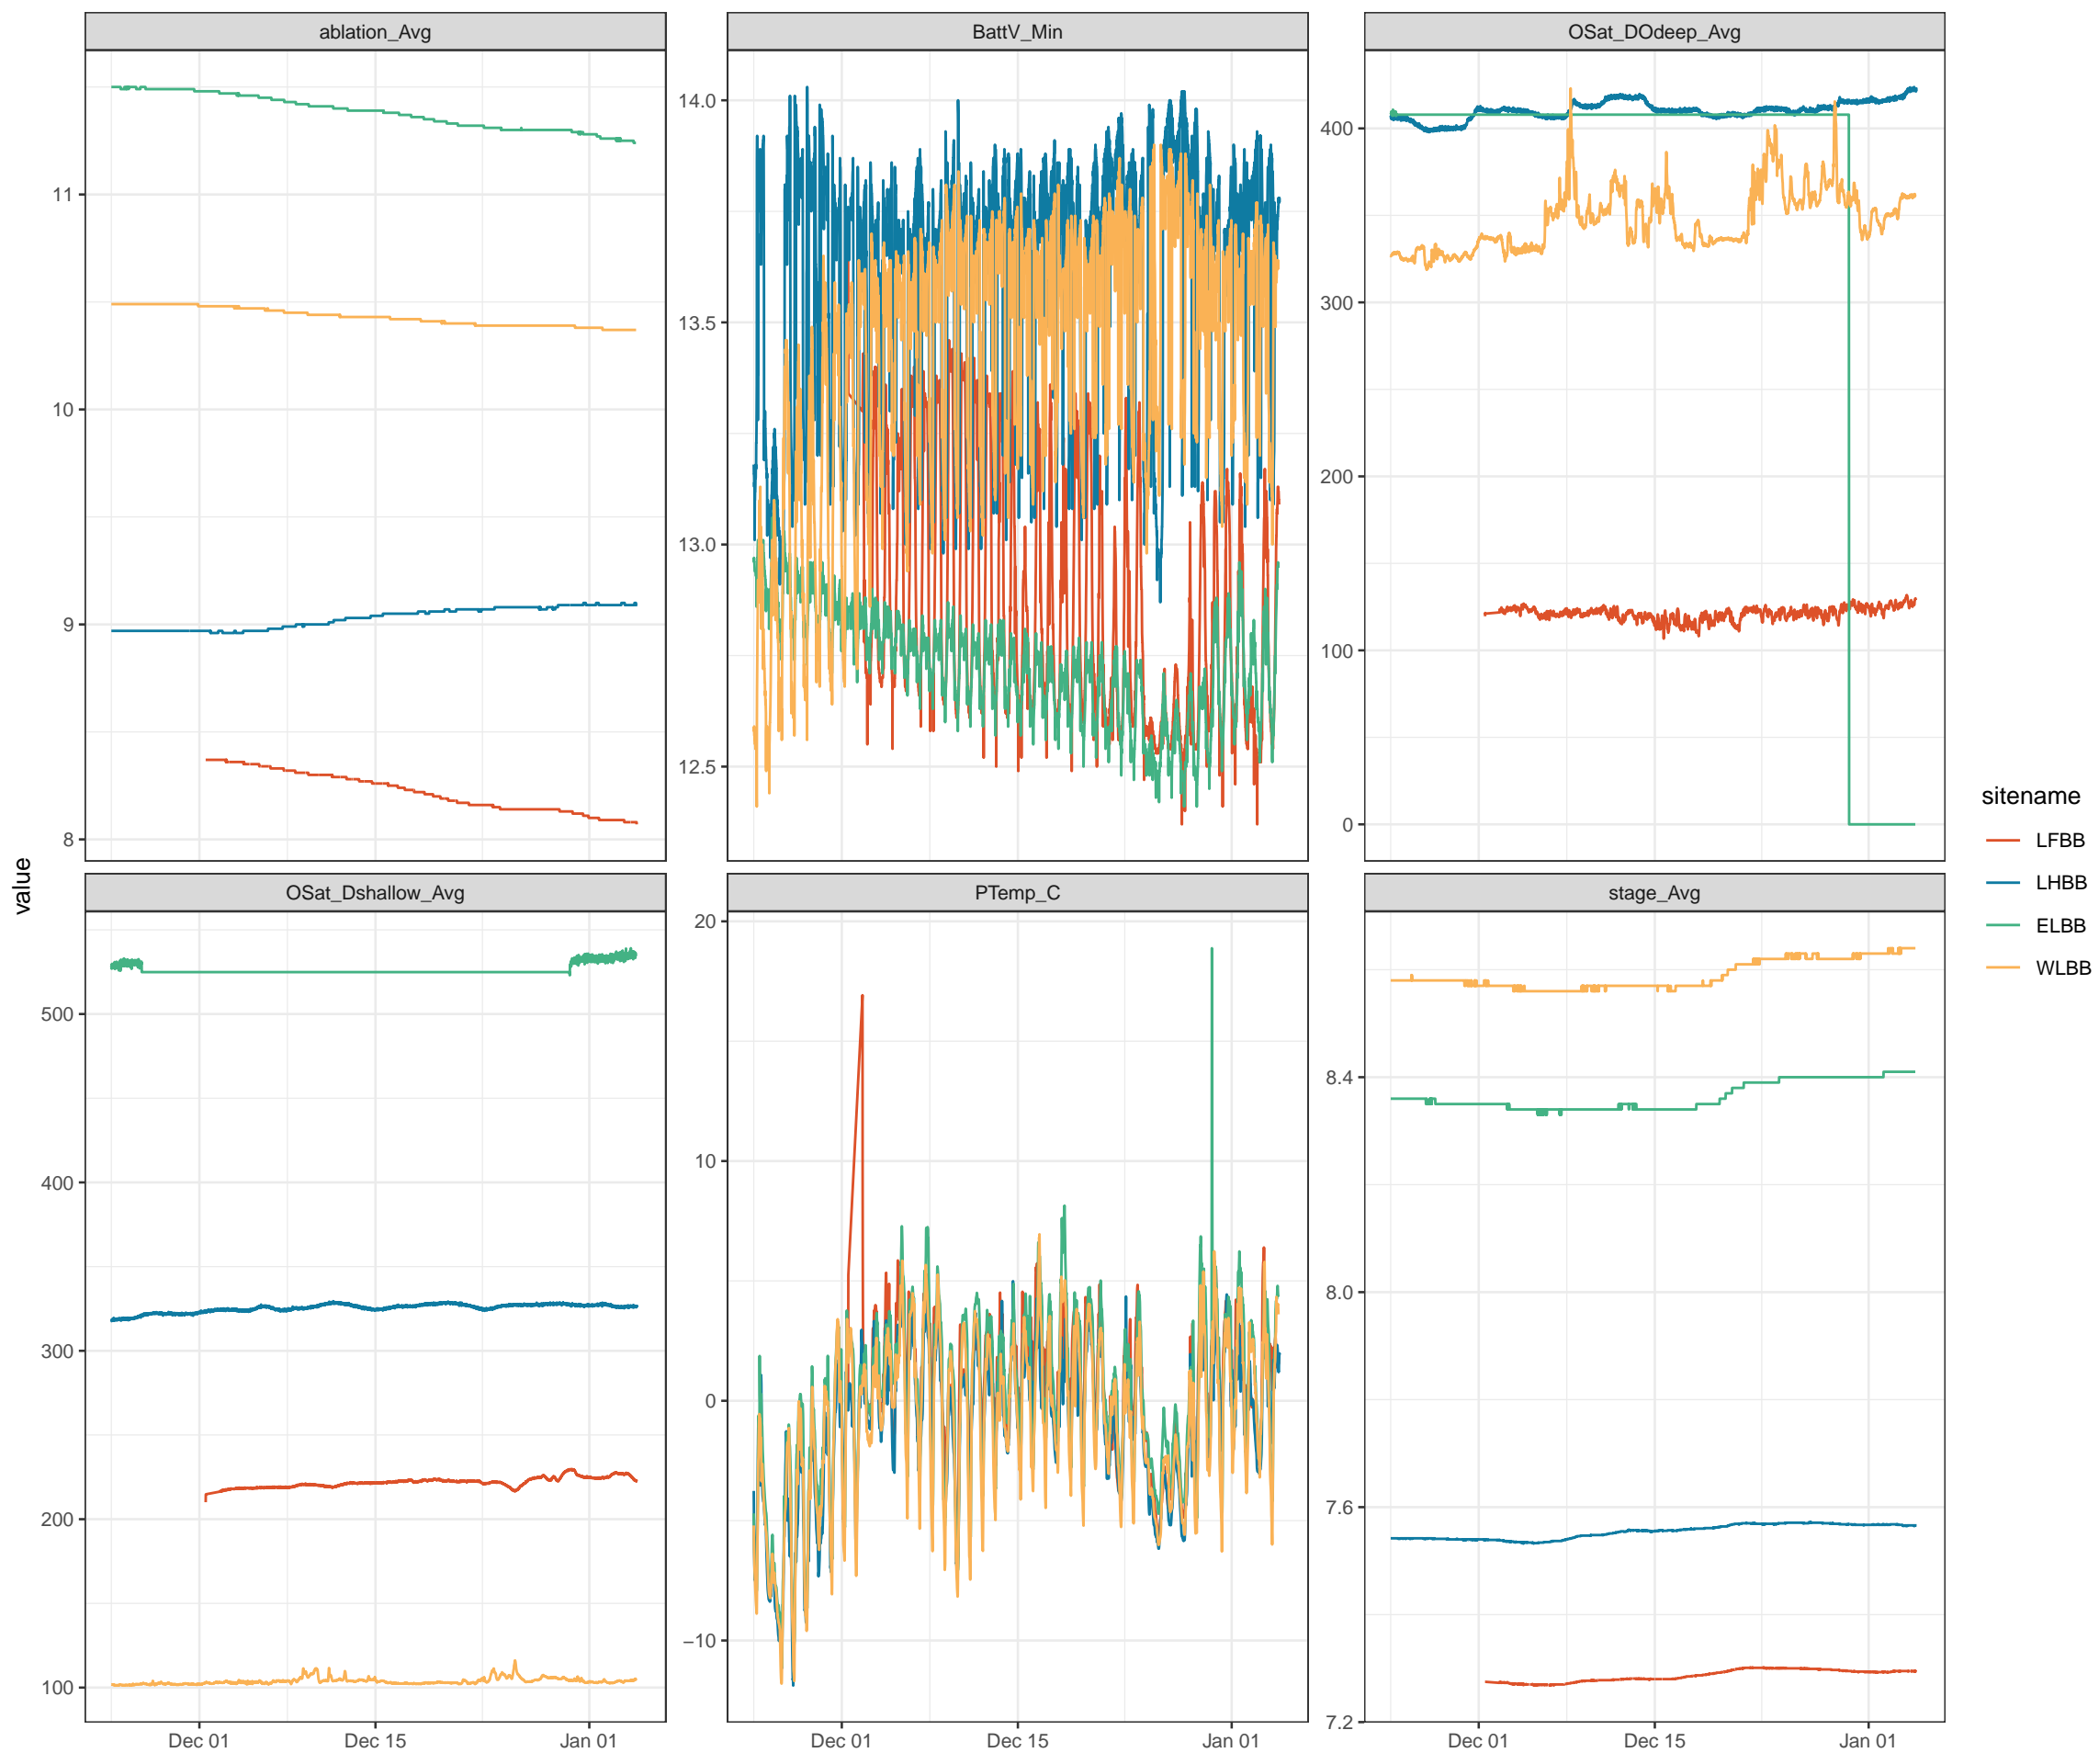 ablation_Avg
BattV_Min
OSat_DOdeep_Avg
11
10
9
8
14.0
13.5
13.0
12.5
400
300
200
100
0
value
OSat_Dshallow_Avg
PTemp_C
stage_Avg
500
400
300
200
100
20
10
0
−10
8.4
8.0
7.6
7.2
Dec 01 Dec 15 Jan 01
Dec 01 Dec 15 Jan 01
Dec 01 Dec 15 Jan 01
sitename
LFBB
LHBB
ELBB
WLBB